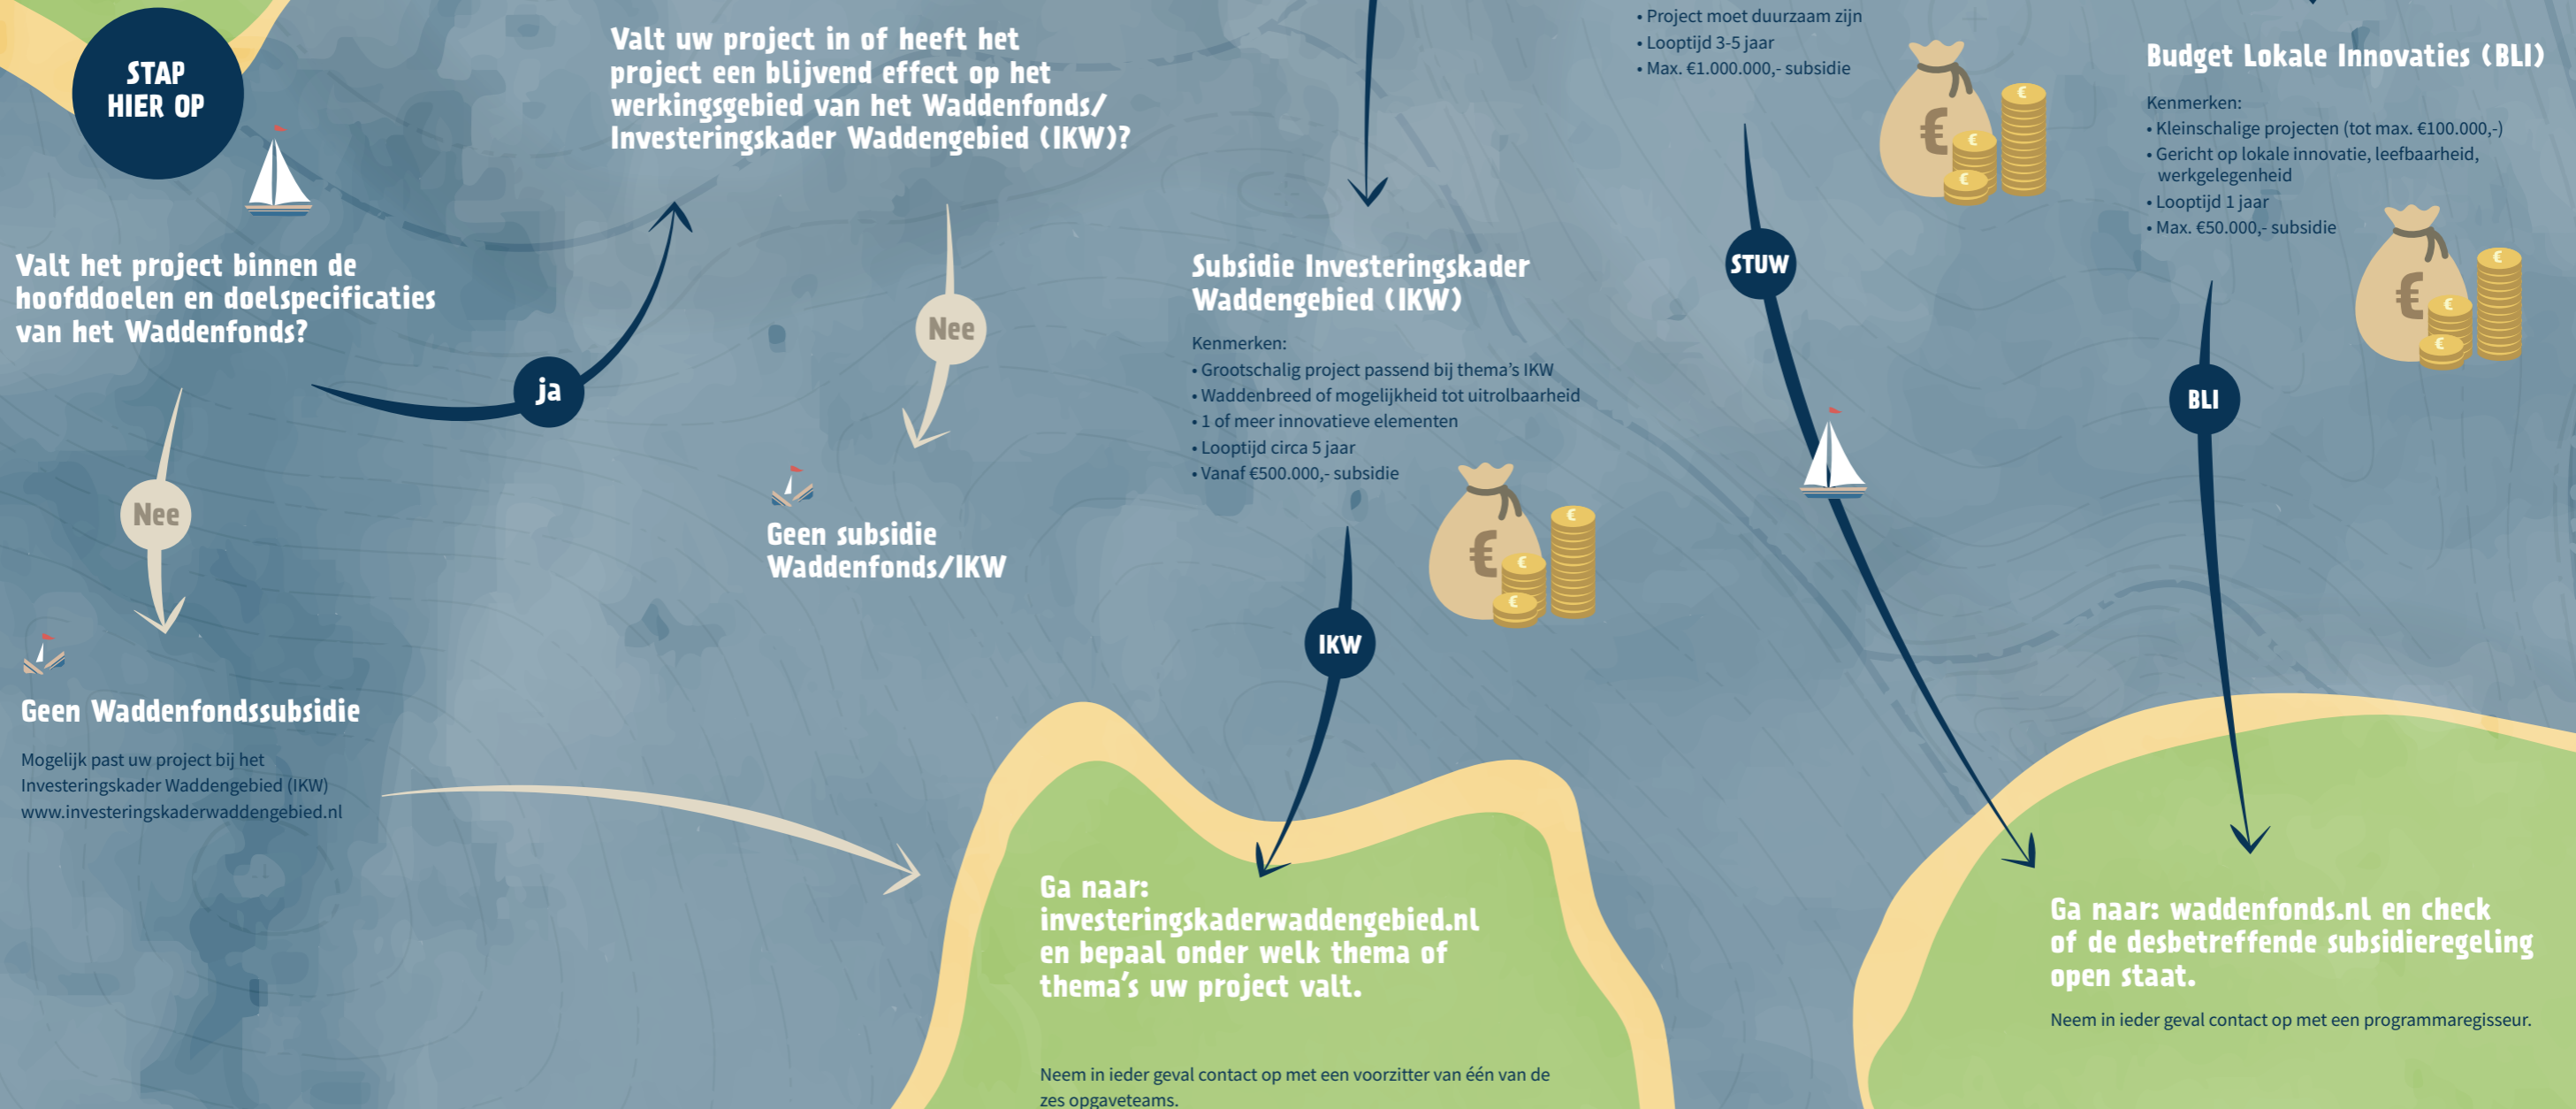 STAP
HIER OP
Valt het project binnen de
hoofddoelen en doelspecificaties
van het Waddenfonds?
ja
Nee
Geen Waddenfondssubsidie
Mogelijk past uw project bij het
Investeringskader Waddengebied (IKW)
www.investeringskaderwaddengebied.nl
Valt uw project in of heeft het
project een blijvend effect op het
werkingsgebied van het Waddenfonds/
Investeringskader Waddengebied (IKW)?
Nee
Geen subsidie
Waddenfonds/IKW
Subsidie Investeringskader
Waddengebied (IKW)
Kenmerken:
• Grootschalig project passend bij thema's IKW
• Waddenbreed of mogelijkheid tot uitrolbaarheid
• 1 of meer innovatieve elementen
• Looptijd circa 5 jaar
• Vanaf €500.000,- subsidie
€
€
€
€
IKW
Ga naar:
investeringskaderwaddengebied.nl
en bepaal onder welk thema of
thema's uw project valt.
Neem in ieder geval contact op met een voorzitter van één van de
zes opgaveteams.
• Project moet duurzaam zijn
• Looptijd 3-5 jaar
• Max. €1.000.000,- subsidie
€
€
€
€
STUW
Budget Lokale Innovaties (BLI)
Kenmerken:
• Kleinschalige projecten (tot max. €100.000,-)
• Gericht op lokale innovatie, leefbaarheid,
werkgelegenheid
• Looptijd 1 jaar
• Max. €50.000,- subsidie
€
€
€
€
BLI
Ga naar: waddenfonds.nl en check
of de desbetreffende subsidieregeling
open staat.
Neem in ieder geval contact op met een programmaregisseur.